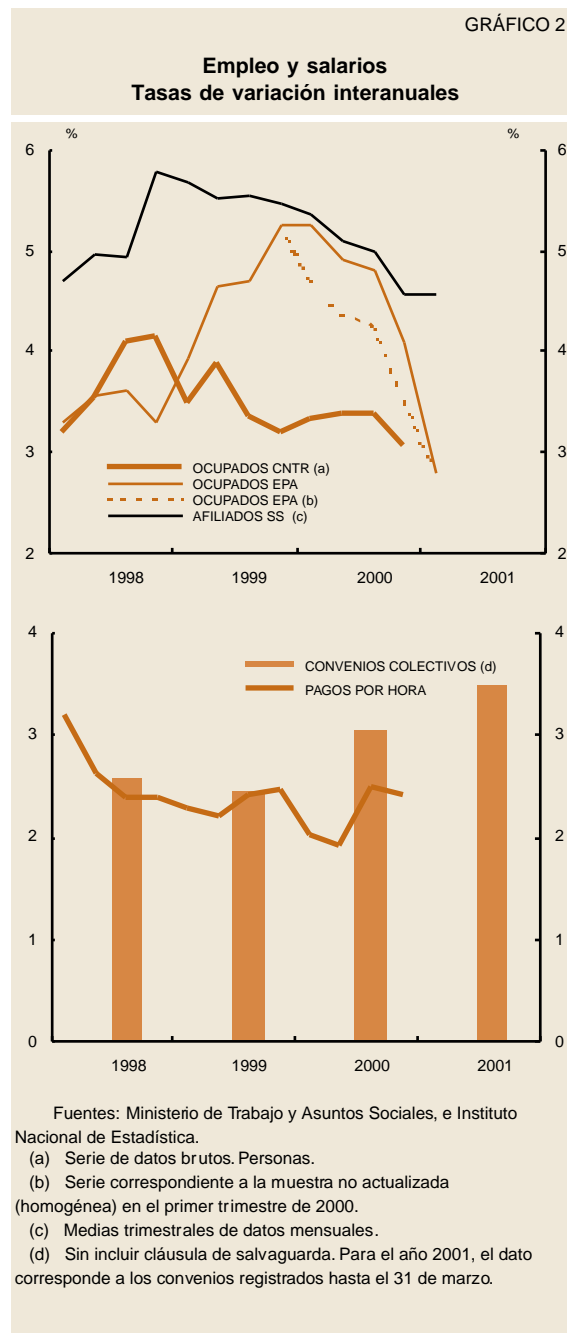 GRÁFICO 2
Empleo y salarios
Tasas de variación interanuales
% %
6 6
5 5
4 4
3 3
OCUPADOS CNTR (a)
OCUPADOS EPA
OCUPADOS EPA (b)
AFILIADOS SS (c)
2 2
1998 1999 2000 2001
4 4
CONVENIOS COLECTIVOS (d)
PAGOS POR HORA
3 3
2 2
1 1
0 0
1998 1999 2000 2001
Fuentes: Ministerio de Trabajo y Asuntos Sociales, e Instituto
Nacional de Estadística.
(a) Serie de datos brutos. Personas.
(b) Serie correspondiente a la muestra no actualizada
(homogénea) en el primer trimestre de 2000.
(c) Medias trimestrales de datos mensuales.
(d) Sin incluir cláusula de salvaguarda. Para el año 2001, el dato
corresponde a los convenios registrados hasta el 31 de marzo.